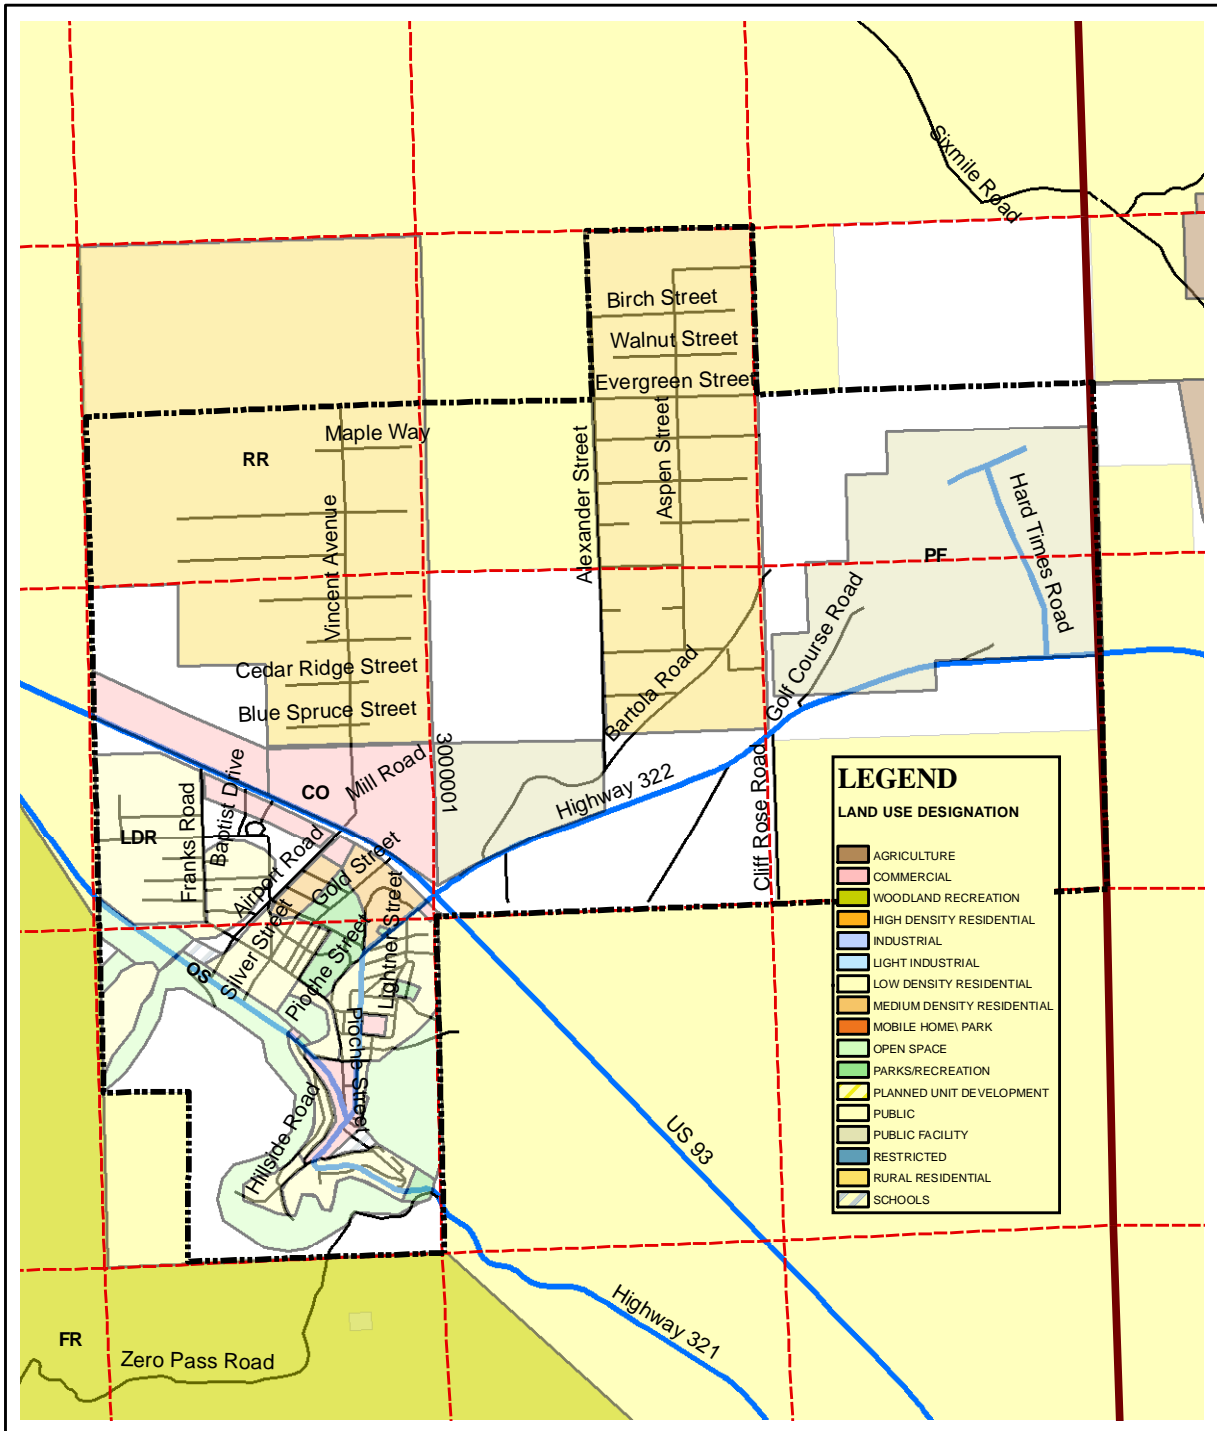 Sixmile Road
Birch Street
Walnut Street
Evergreen Street
Maple Way
RR
Alexander Street
Aspen Street
Vincent Avenue
Hard Times Road
PF
Golf Course Road
Cedar Ridge Street
Bartola Road
Blue Spruce Street
3000001
Mill Road
Highway 322
Cliff Rose Road
CO
Baptist Drive
Franks Road
LDR
Airport Road
Gold Street
Lightner Street
Silver Street
Pioche Street
OS
Pioche Street
Hillside Road
US 93
Highway 321
FR
Zero Pass Road
LEGEND
LAND USE DESIGNATION
AGRICULTURE
COMMERCIAL
WOODLAND RECREATION
HIGH DENSITY RESIDENTIAL
INDUSTRIAL
LIGHT INDUSTRIAL
LOW DENSITY RESIDENTIAL
MEDIUM DENSITY RESIDENTIAL
MOBILE HOME\ PARK
OPEN SPACE
PARKS/RECREATION
PLANNED UNIT DEVELOPMENT
PUBLIC
PUBLIC FACILITY
RESTRICTED
RURAL RESIDENTIAL
SCHOOLS